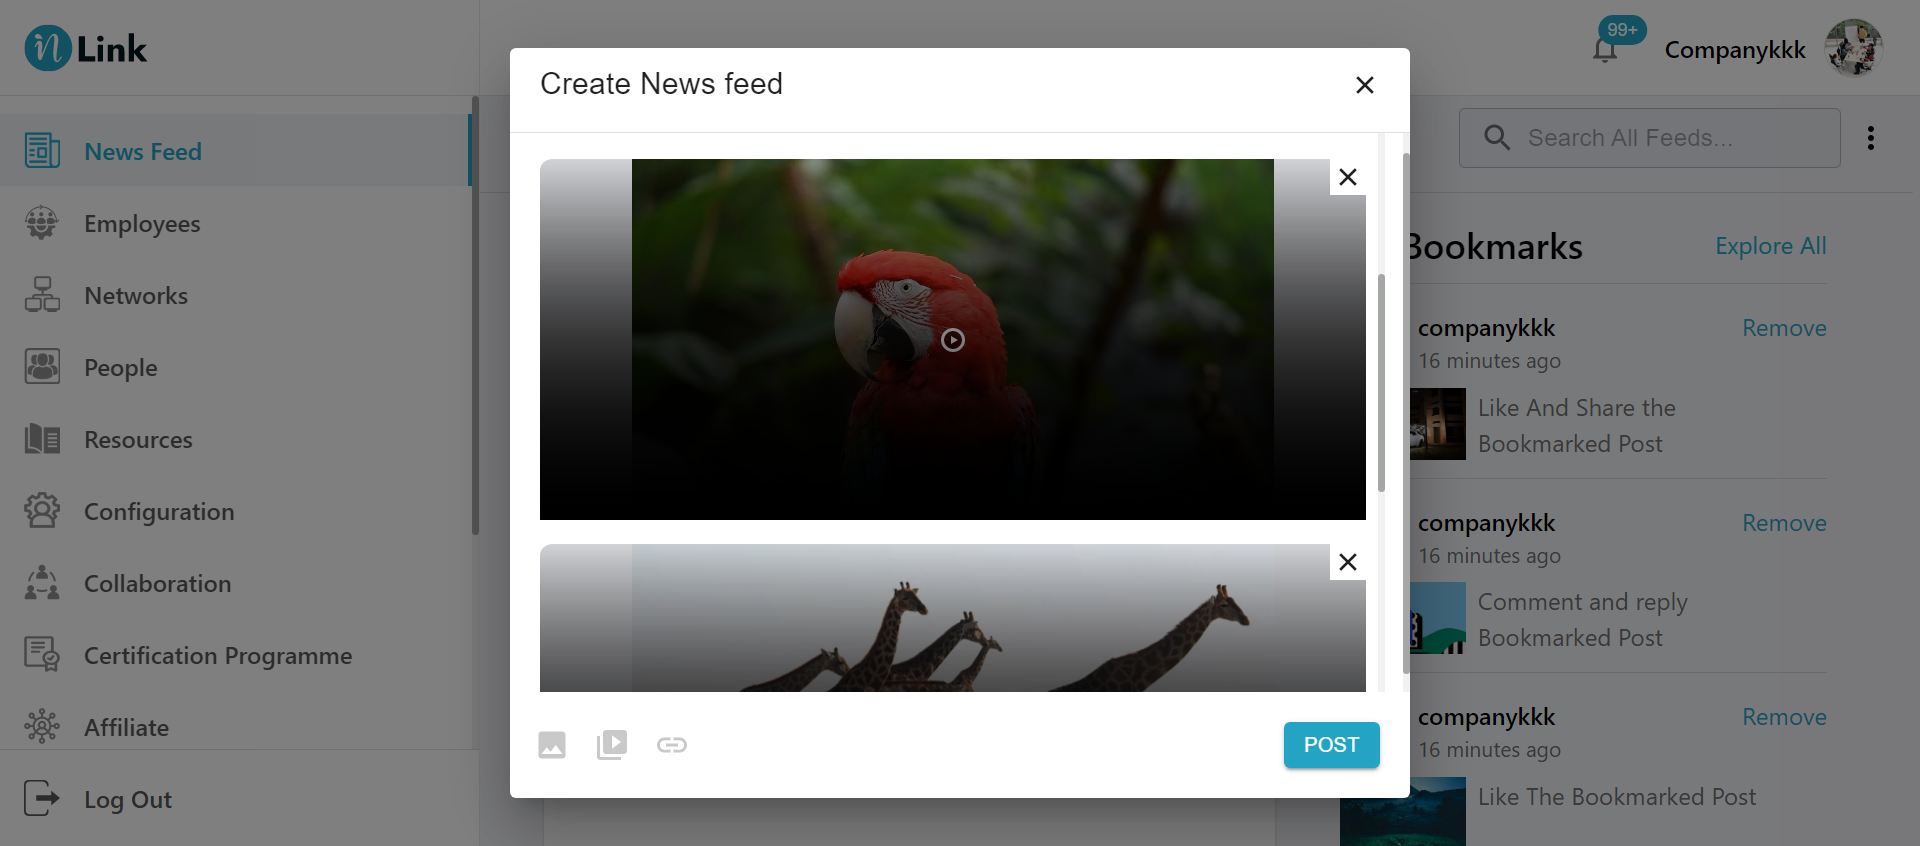 n Link
99+
Companykkk
News Feed
Employees
Networks
People
Resources
Configuration
Collaboration
Certification Programme
Affiliate
Log Out
Create News feed
POST
Search All Feeds...
Bookmarks
Explore All
companykkk
Remove
16 minutes ago
Like And Share the
Bookmarked Post
companykkk
Remove
16 minutes ago
Comment and reply
Bookmarked Post
companykkk
Remove
16 minutes ago
Like The Bookmarked Post